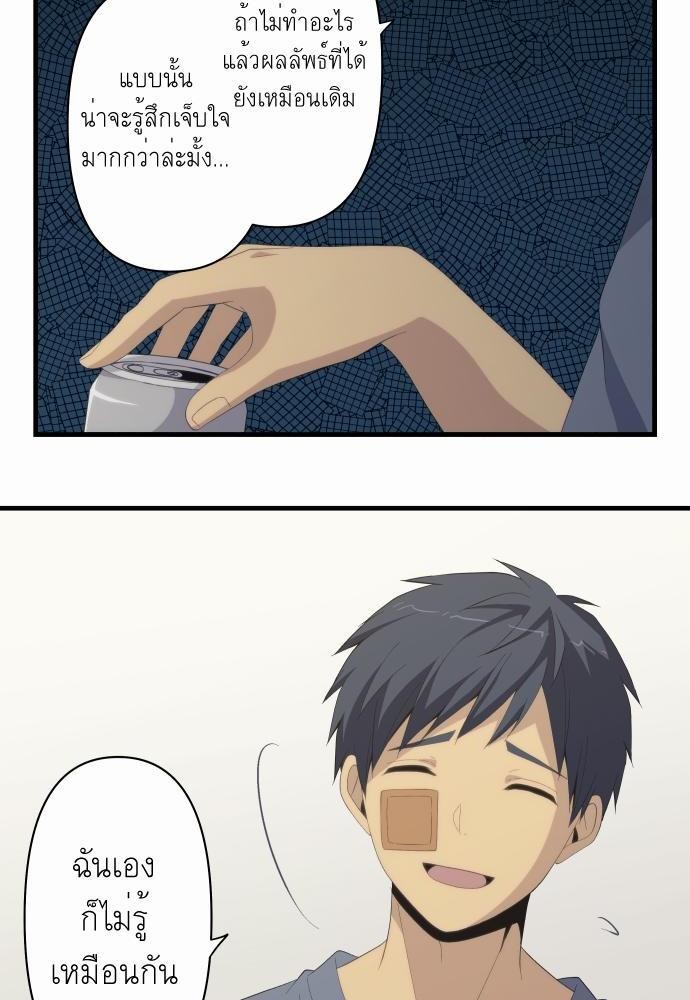 ถ้าไม่ทำอะไร
แล้วผลลัพธ์ที่ได้
ยังเหมือนเดิม
แบบนั้น
น่าจะรู้สึกเจ็บใจ
มากกว่าล่ะมั้ง...
ฉันเอง
ก็ไม่รู้
เหมือนกัน